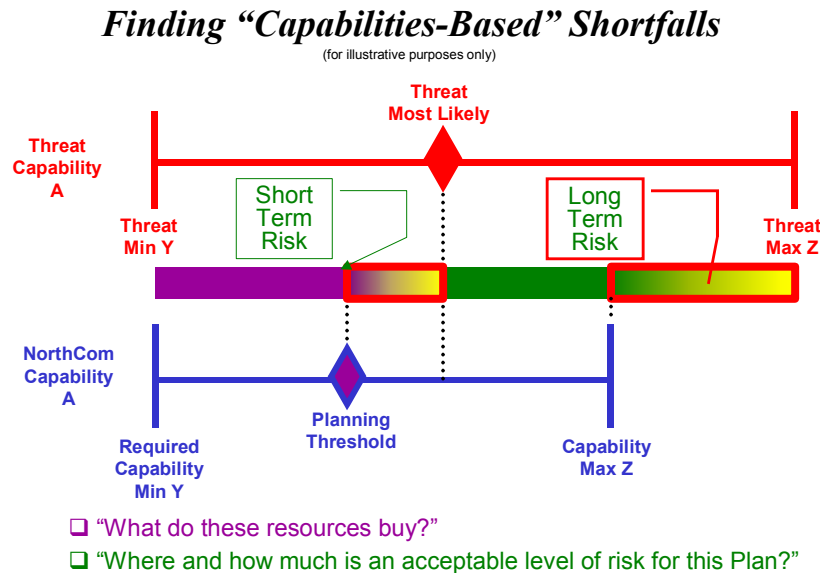 Finding “Capabilities-Based” Shortfalls
(for illustrative purposes only)
Threat
Most Likely
Threat
Capability
A
Short
Term
Risk
Long
Term
Risk
Threat
Min Y
Threat
Max Z
NorthCom
Capability
A
Planning
Threshold
Required
Capability
Min Y
Capability
Max Z
❑ “What do these resources buy?”
❑ “Where and how much is an acceptable level of risk for this Plan?”